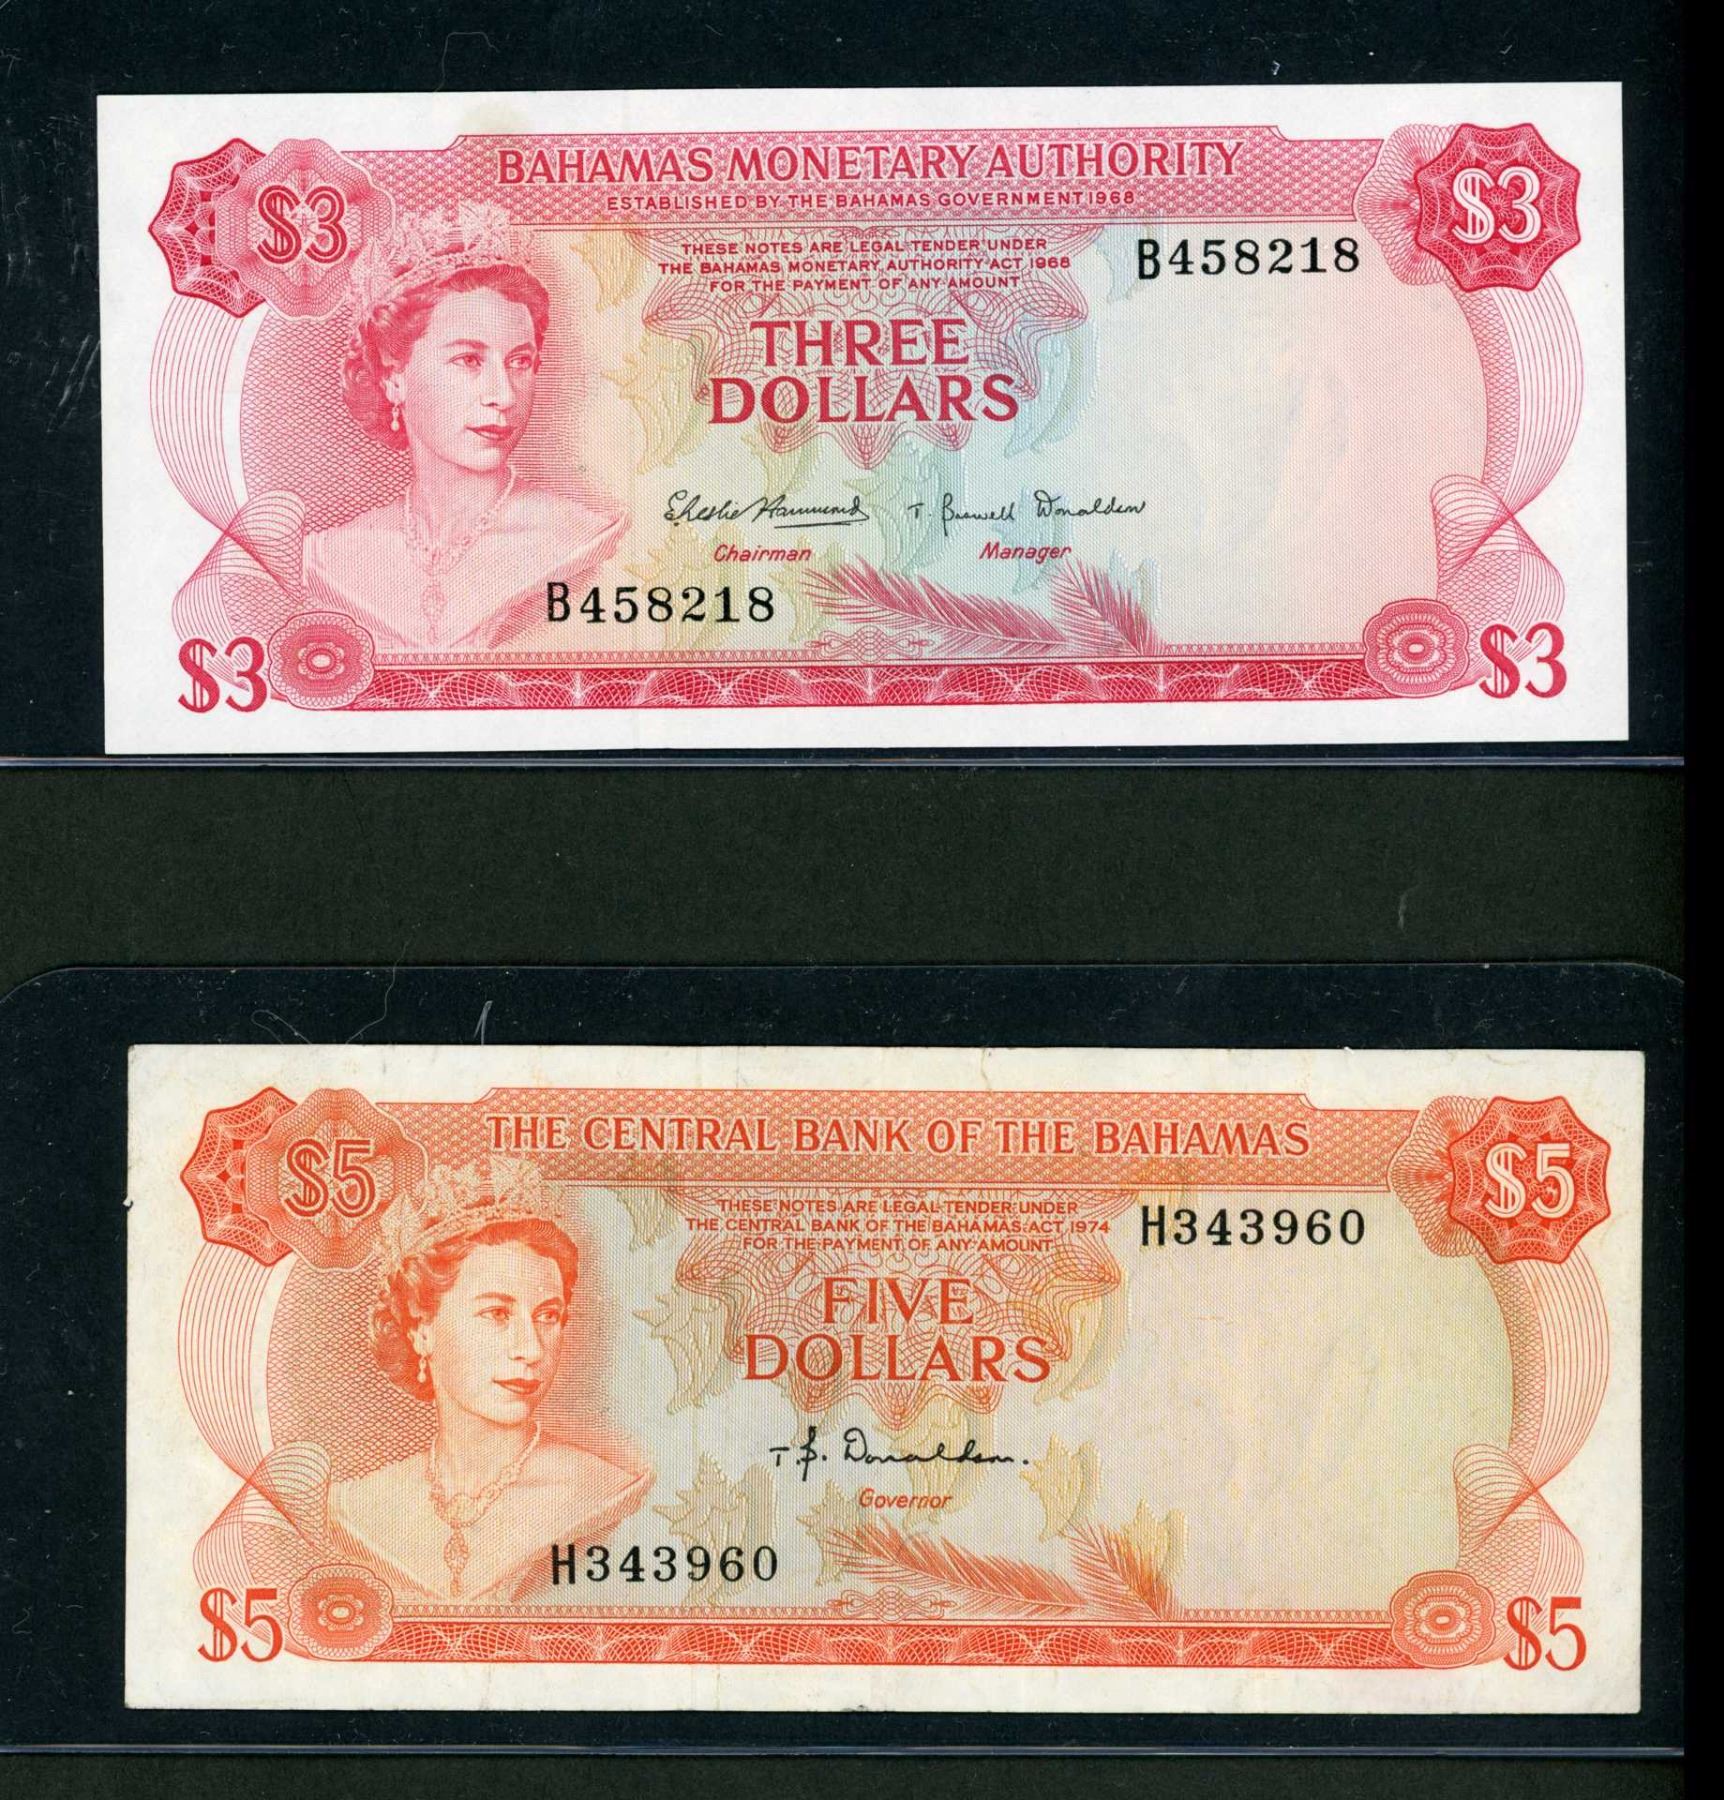 $3
BAHAMAS MONETARY AUTHORITY
$3
ESTABLISHED BY THE BAHAMAS GOVERNMENT 1968
THESE NOTES ARE LEGAL TENDER UNDER
THE BAHAMAS MONETARY AUTHORITY ACT 1968
FOR THE PAYMENT OF ANY AMOUNT
B458218
THREE
DOLLARS
T. Baswell Donaldson
Chairman
Manager
B458218
$3
$3
$5
THE CENTRAL BANK OF THE BAHAMAS
$5
THESE NOTES ARE LEGAL TENDER UNDER
THE CENTRAL BANK OF THE BAHAMAS ACT 1974
FOR THE PAYMENT OF ANY AMOUNT
H343960
FIVE
DOLLARS
T. B. Donaldson.
Governor
H343960
$5
$5